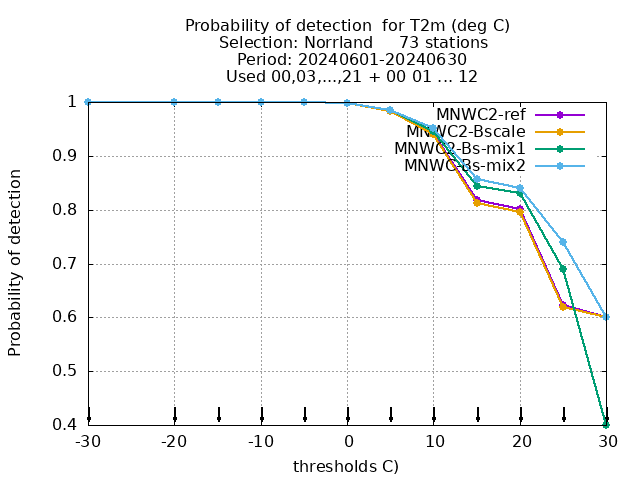 Probability of detection  for T2m (deg C)
Selection: Norrland     73 stations
Period: 20240601-20240630
Used 00,03,...,21 + 00 01 ... 12
MNWC2-ref
MNWC2-Bscale
MNWC2-Bs-mix1
MNWC-Bs-mix2
Probability of detection
1
0.9
0.8
0.7
0.6
0.5
0.4
-30 -20 -10 0 10 20 30
thresholds C)